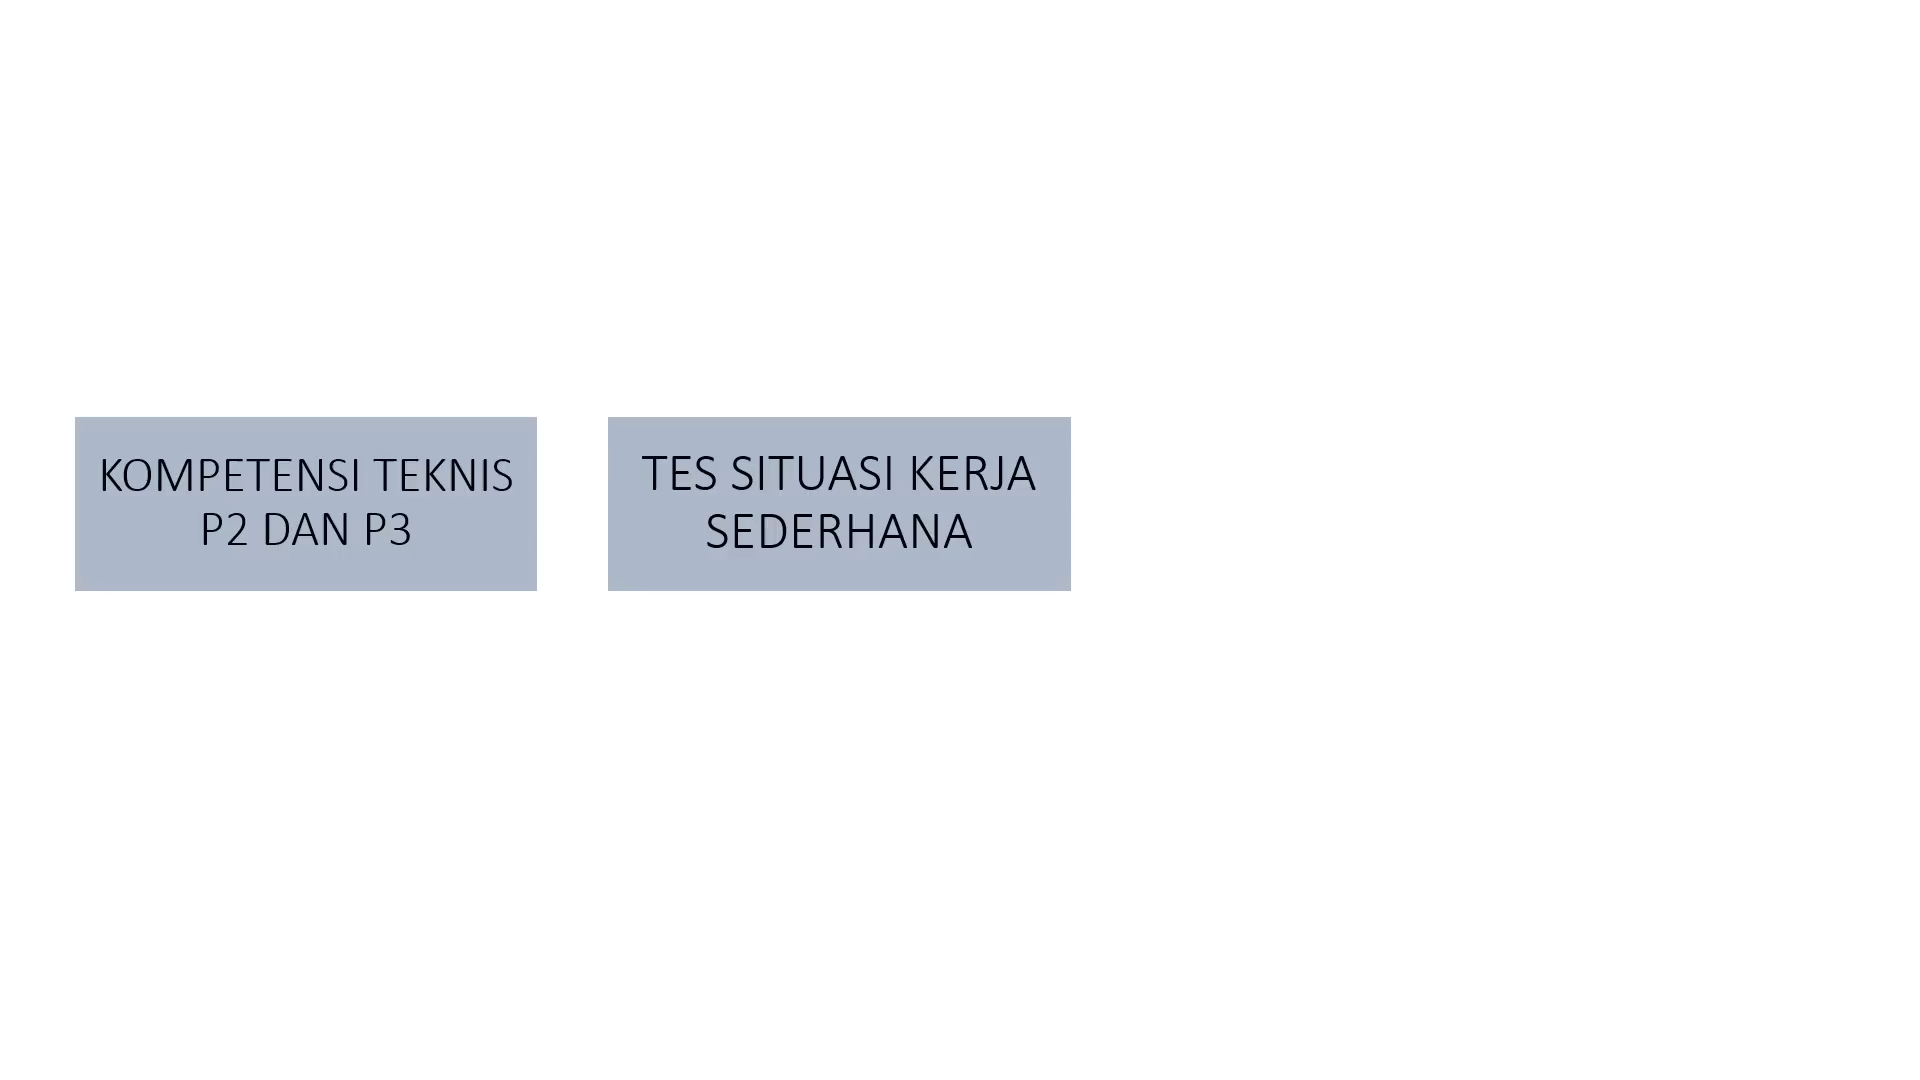 KOMPETENSI TEKNIS
P2 DAN P3
TES SITUASI KERJA
SEDERHANA